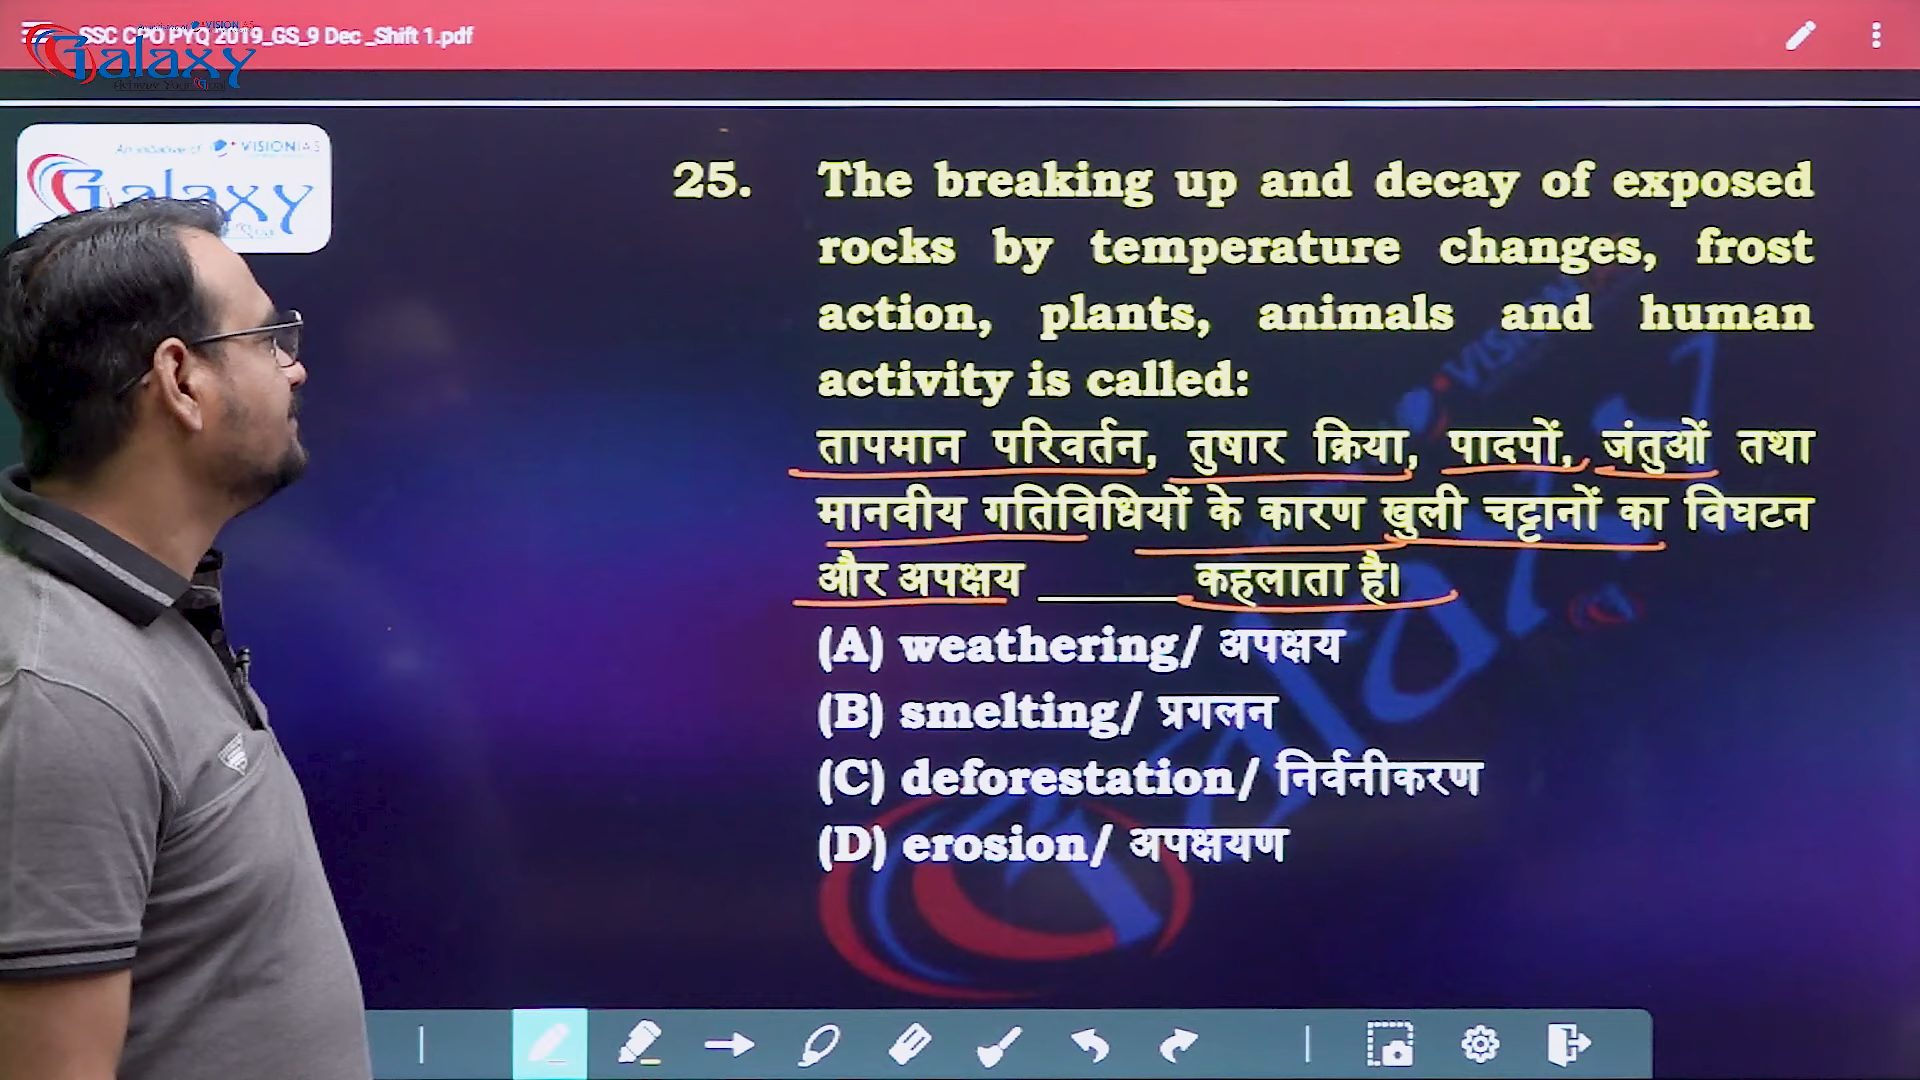 SSC CPO PYQ 2019_GS_9 Dec _Shift 1.pdf
Galaxy
An initiative of VISIONIAS
Galaxy
25. The breaking up and decay of exposed
rocks by temperature changes, frost
action, plants, animals and human
activity is called:
तापमान परिवर्तन, तुषार क्रिया, पादपों, जंतुओं तथा
मानवीय गतिविधियों के कारण खुली चट्टानों का विघटन
और अपक्षय ______ कहलाता है।
(A) weathering/ अपक्षय
(B) smelting/ प्रगलन
(C) deforestation/ निर्वनीकरण
(D) erosion/ अपक्षयण